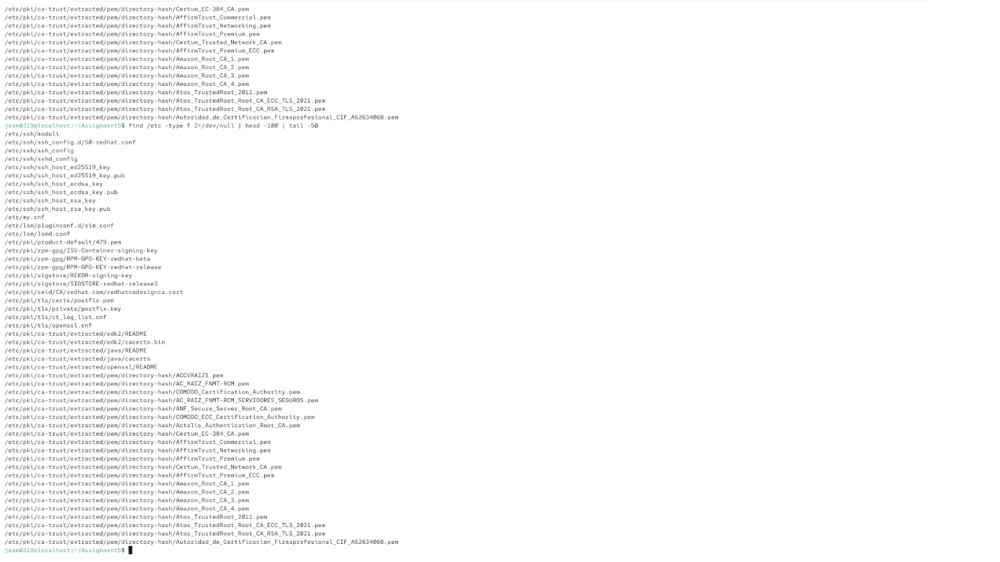 /etc/pki/ca-trust/extracted/pem/directory-hash/Certum_EC-384_CA.pem
/etc/pki/ca-trust/extracted/pem/directory-hash/AffirmTrust_Commercial.pem
/etc/pki/ca-trust/extracted/pem/directory-hash/AffirmTrust_Networking.pem
/etc/pki/ca-trust/extracted/pem/directory-hash/AffirmTrust_Premium.pem
/etc/pki/ca-trust/extracted/pem/directory-hash/Certum_Trusted_Network_CA.pem
/etc/pki/ca-trust/extracted/pem/directory-hash/AffirmTrust_Premium_ECC.pem
/etc/pki/ca-trust/extracted/pem/directory-hash/Amazon_Root_CA_1.pem
/etc/pki/ca-trust/extracted/pem/directory-hash/Amazon_Root_CA_2.pem
/etc/pki/ca-trust/extracted/pem/directory-hash/Amazon_Root_CA_3.pem
/etc/pki/ca-trust/extracted/pem/directory-hash/Amazon_Root_CA_4.pem
/etc/pki/ca-trust/extracted/pem/directory-hash/Atos_TrustedRoot_2011.pem
/etc/pki/ca-trust/extracted/pem/directory-hash/Atos_TrustedRoot_Root_CA_ECC_TLS_2021.pem
/etc/pki/ca-trust/extracted/pem/directory-hash/Atos_TrustedRoot_Root_CA_RSA_TLS_2021.pem
/etc/pki/ca-trust/extracted/pem/directory-hash/Autoridad_de_Certificacion_Firmaprofesional_CIF_A62634068.pem
jean0319@localhost:~/Assignment5$ find /etc -type f 2>/dev/null | head -100 | tail -50
/etc/ssh/moduli
/etc/ssh/ssh_config.d/50-redhat.conf
/etc/ssh/ssh_config
/etc/ssh/sshd_config
/etc/ssh/ssh_host_ed25519_key
/etc/ssh/ssh_host_ed25519_key.pub
/etc/ssh/ssh_host_ecdsa_key
/etc/ssh/ssh_host_ecdsa_key.pub
/etc/ssh/ssh_host_rsa_key
/etc/ssh/ssh_host_rsa_key.pub
/etc/my.cnf
/etc/lsm/pluginconf.d/sim.conf
/etc/lsm/lsmd.conf
/etc/pki/product-default/479.pem
/etc/pki/rpm-gpg/ISV-Container-signing-key
/etc/pki/rpm-gpg/RPM-GPG-KEY-redhat-beta
/etc/pki/rpm-gpg/RPM-GPG-KEY-redhat-release
/etc/pki/sigstore/REKOR-signing-key
/etc/pki/sigstore/SIGSTORE-redhat-release3
/etc/pki/swid/CA/redhat.com/redhatcodesignca.cert
/etc/pki/tls/certs/postfix.pem
/etc/pki/tls/private/postfix.key
/etc/pki/tls/ct_log_list.cnf
/etc/pki/tls/openssl.cnf
/etc/pki/ca-trust/extracted/edk2/README
/etc/pki/ca-trust/extracted/edk2/cacerts.bin
/etc/pki/ca-trust/extracted/java/README
/etc/pki/ca-trust/extracted/java/cacerts
/etc/pki/ca-trust/extracted/openssl/README
/etc/pki/ca-trust/extracted/pem/directory-hash/ACCVRAIZ1.pem
/etc/pki/ca-trust/extracted/pem/directory-hash/AC_RAIZ_FNMT-RCM.pem
/etc/pki/ca-trust/extracted/pem/directory-hash/COMODO_Certification_Authority.pem
/etc/pki/ca-trust/extracted/pem/directory-hash/AC_RAIZ_FNMT-RCM_SERVIDORES_SEGUROS.pem
/etc/pki/ca-trust/extracted/pem/directory-hash/ANF_Secure_Server_Root_CA.pem
/etc/pki/ca-trust/extracted/pem/directory-hash/COMODO_ECC_Certification_Authority.pem
/etc/pki/ca-trust/extracted/pem/directory-hash/Actalis_Authentication_Root_CA.pem
/etc/pki/ca-trust/extracted/pem/directory-hash/Certum_EC-384_CA.pem
/etc/pki/ca-trust/extracted/pem/directory-hash/AffirmTrust_Commercial.pem
/etc/pki/ca-trust/extracted/pem/directory-hash/AffirmTrust_Networking.pem
/etc/pki/ca-trust/extracted/pem/directory-hash/AffirmTrust_Premium.pem
/etc/pki/ca-trust/extracted/pem/directory-hash/Certum_Trusted_Network_CA.pem
/etc/pki/ca-trust/extracted/pem/directory-hash/AffirmTrust_Premium_ECC.pem
/etc/pki/ca-trust/extracted/pem/directory-hash/Amazon_Root_CA_1.pem
/etc/pki/ca-trust/extracted/pem/directory-hash/Amazon_Root_CA_2.pem
/etc/pki/ca-trust/extracted/pem/directory-hash/Amazon_Root_CA_3.pem
/etc/pki/ca-trust/extracted/pem/directory-hash/Amazon_Root_CA_4.pem
/etc/pki/ca-trust/extracted/pem/directory-hash/Atos_TrustedRoot_2011.pem
/etc/pki/ca-trust/extracted/pem/directory-hash/Atos_TrustedRoot_Root_CA_ECC_TLS_2021.pem
/etc/pki/ca-trust/extracted/pem/directory-hash/Atos_TrustedRoot_Root_CA_RSA_TLS_2021.pem
/etc/pki/ca-trust/extracted/pem/directory-hash/Autoridad_de_Certificacion_Firmaprofesional_CIF_A62634068.pem
jean0319@localhost:~/Assignment5$